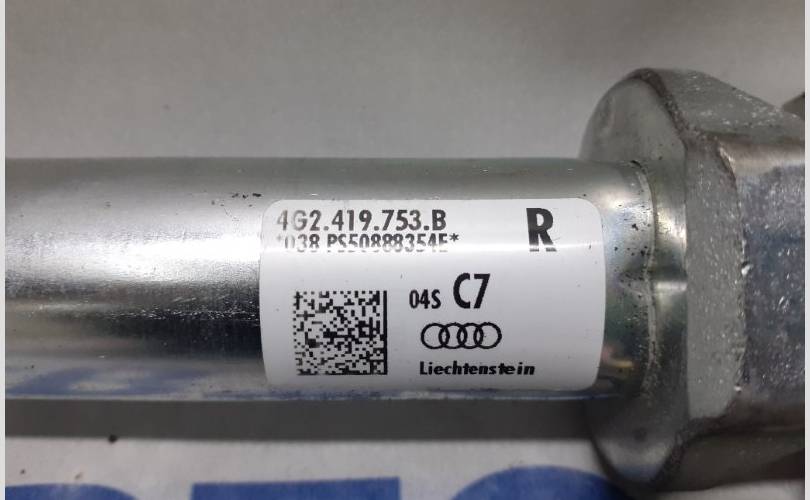 4G2.419.753.B R
*038 PS50888354E*
04S C7
Liechtenstein